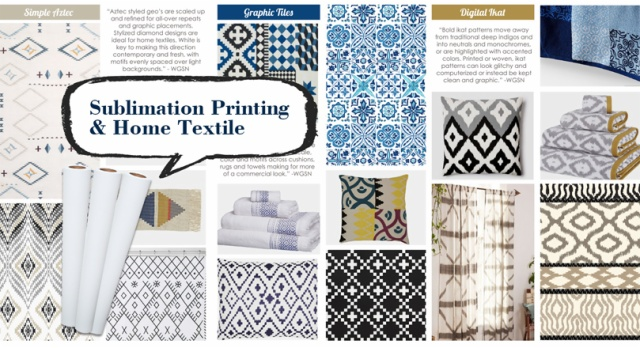 Simple Aztec
"Aztec styled geo's are scaled up
and refined for all-over repeats
and graphic placements.
Stylized diamond designs are
ideal for home textiles. White is
key to making this direction
contemporary and fresh, with
motifs evenly spaced over light
backgrounds." -WGSN
Graphic Tiles
color and motifs across cushions,
rugs and towels making for more
of a commercial look." -WGSN
Digital Ikat
"Bold ikat patterns move away
from traditional deep indigos and
into neutrals and monochromes,
or are highlighted with accented
colors. Printed or woven, ikat
patterns can look glitchy and
computerized or instead be kept
clean and graphic." -WGSN
Sublimation Printing
& Home Textile